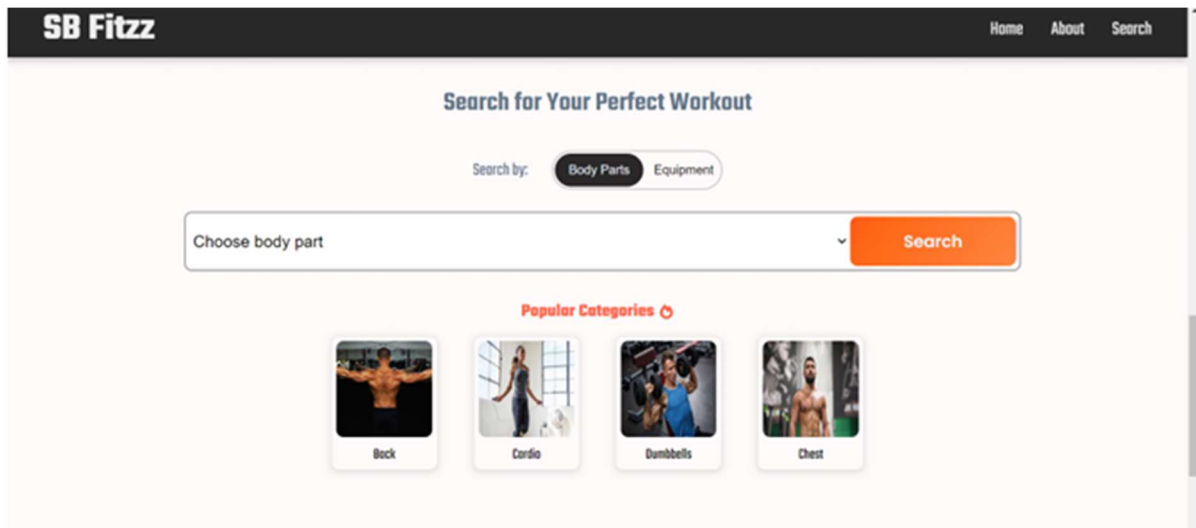 SB Fitzz
Home About Search
Search for Your Perfect Workout
Search by: Body Parts Equipment
Choose body part Search
Popular Categories
Back Cardio Dumbbells Chest